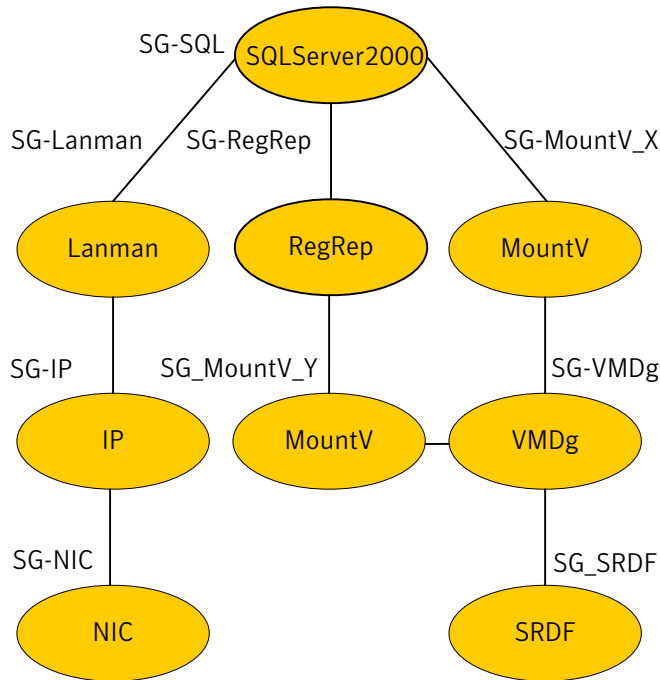 SG-SQL
SQLServer2000
SG-Lanman
SG-RegRep
SG-MountV_X
Lanman
RegRep
MountV
SG-IP
SG_MountV_Y
SG-VMDg
IP
MountV
VMDg
SG-NIC
SG_SRDF
NIC
SRDF